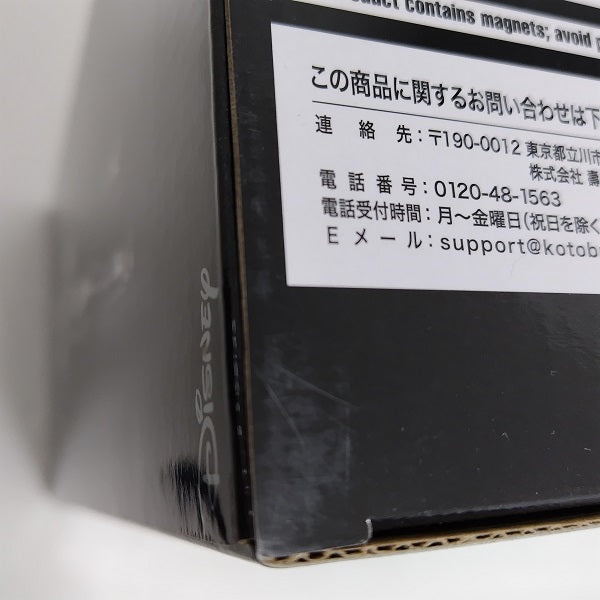 product contains magnets; avoid
この商品に関するお問い合わせは下
連絡先：〒190-0012 東京都立川市
株式会社 壽
電話番号：0120-48-1563
電話受付時間：月〜金曜日（祝日を除く
Eメール：support@kotob
Disney